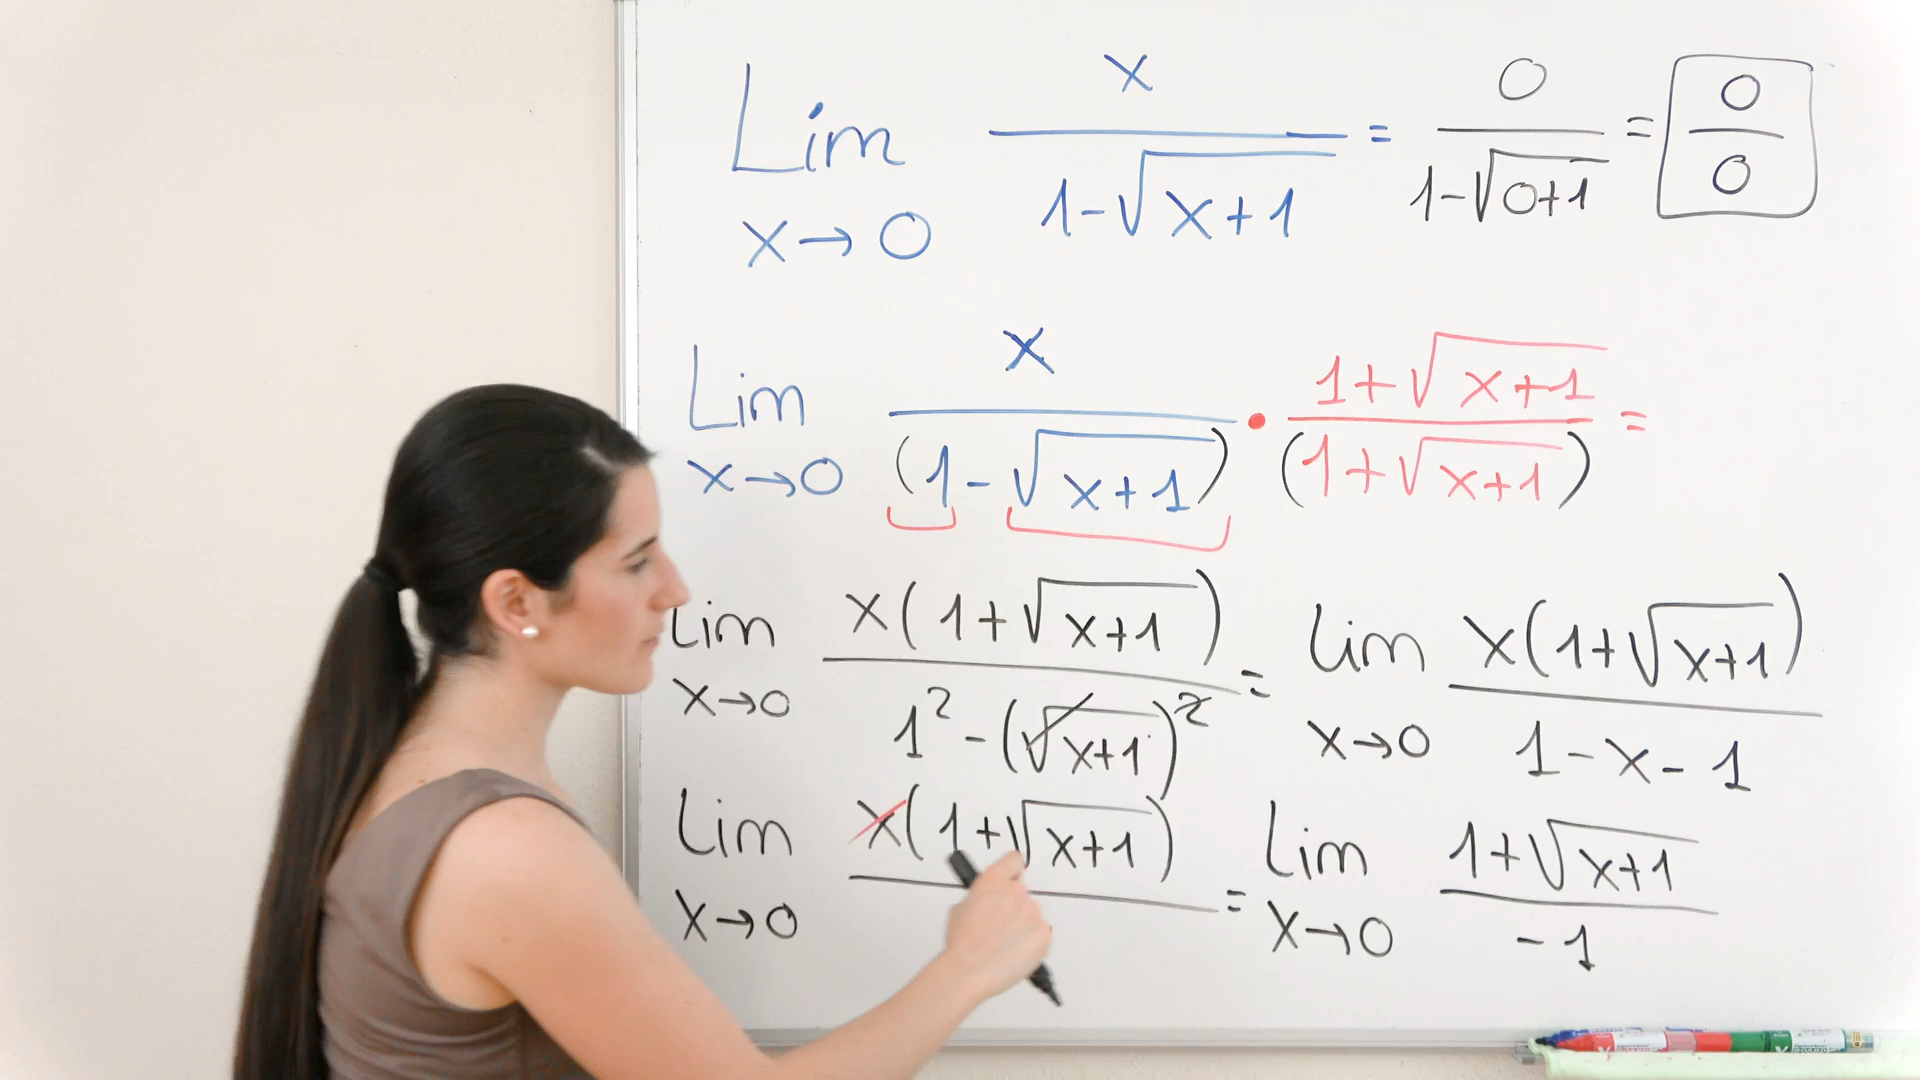 Lim x→0 x / 1-√x+1 = 0 / 1-√0+1 = 0 / 0
Lim x→0 x / (1-√x+1) • 1+√x+1 / (1+√x+1) =
Lim x→0 x(1+√x+1) / 1² - (√x+1)² = Lim x→0 x(1+√x+1) / 1-x-1
Lim x→0 x(1+√x+1) = Lim x→0 1+√x+1 / -1
BOARD
BOARD